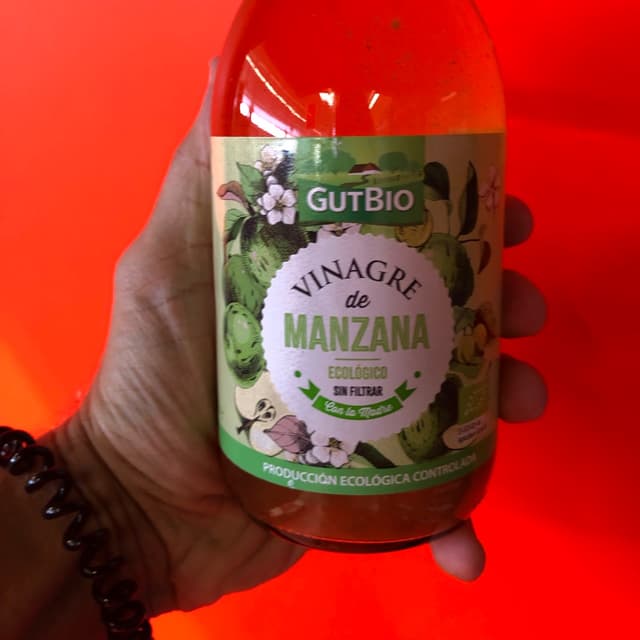 GUTBIO
VINAGRE
de
MANZANA
ECOLÓGICO
SIN FILTRAR
Con la Madre
PRODUCCIÓN ECOLÓGICA CONTROLADA